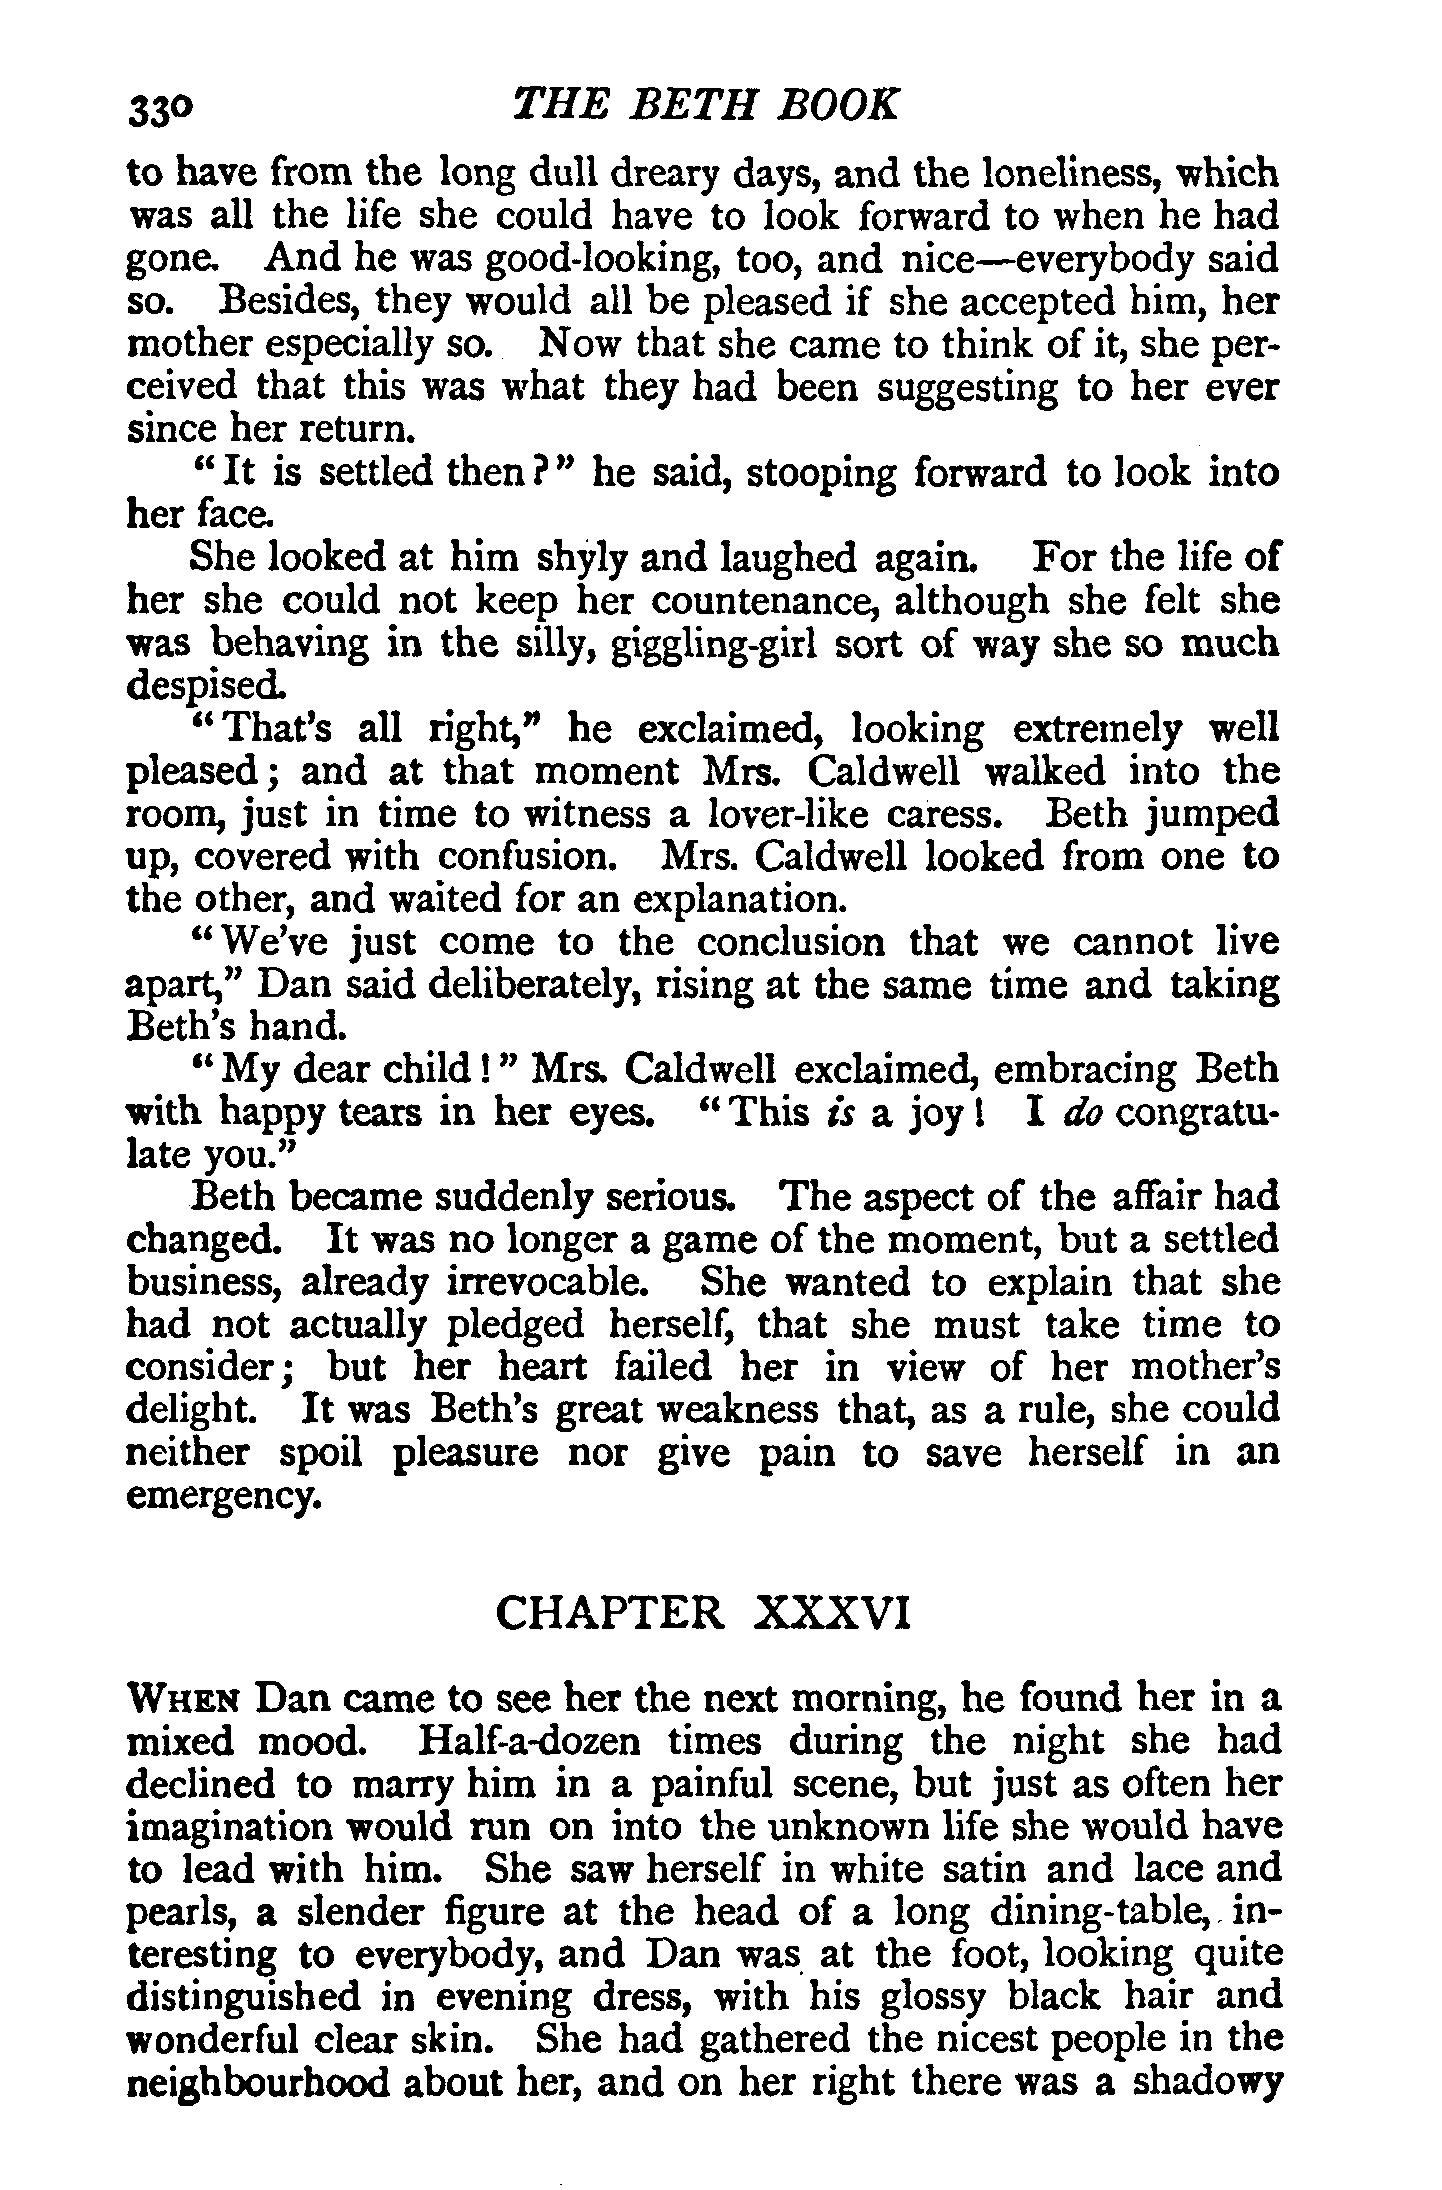 330 THE BETH BOOK
to have from the long dull dreary days, and the loneliness, which
was all the life she could have to look forward to when he had
gone. And he was good-looking, too, and nice—everybody said
so. Besides, they would all be pleased if she accepted him, her
mother especially so. Now that she came to think of it, she per-
ceived that this was what they had been suggesting to her ever
since her return.
“It is settled then?” he said, stooping forward to look into
her face.
She looked at him shyly and laughed again. For the life of
her she could not keep her countenance, although she felt she
was behaving in the silly, giggling-girl sort of way she so much
despised.
“That’s all right,” he exclaimed, looking extremely well
pleased; and at that moment Mrs. Caldwell walked into the
room, just in time to witness a lover-like caress. Beth jumped
up, covered with confusion. Mrs. Caldwell looked from one to
the other, and waited for an explanation.
“We’ve just come to the conclusion that we cannot live
apart,” Dan said deliberately, rising at the same time and taking
Beth’s hand.
“My dear child!” Mrs. Caldwell exclaimed, embracing Beth
with happy tears in her eyes. “This is a joy! I do congratu-
late you.”
Beth became suddenly serious. The aspect of the affair had
changed. It was no longer a game of the moment, but a settled
business, already irrevocable. She wanted to explain that she
had not actually pledged herself, that she must take time to
consider; but her heart failed her in view of her mother’s
delight. It was Beth’s great weakness that, as a rule, she could
neither spoil pleasure nor give pain to save herself in an
emergency.
CHAPTER XXXVI
WHEN Dan came to see her the next morning, he found her in a
mixed mood. Half-a-dozen times during the night she had
declined to marry him in a painful scene, but just as often her
imagination would run on into the unknown life she would have
to lead with him. She saw herself in white satin and lace and
pearls, a slender figure at the head of a long dining-table, in-
teresting to everybody, and Dan was at the foot, looking quite
distinguished in evening dress, with his glossy black hair and
wonderful clear skin. She had gathered the nicest people in the
neighbourhood about her, and on her right there was a shadowy